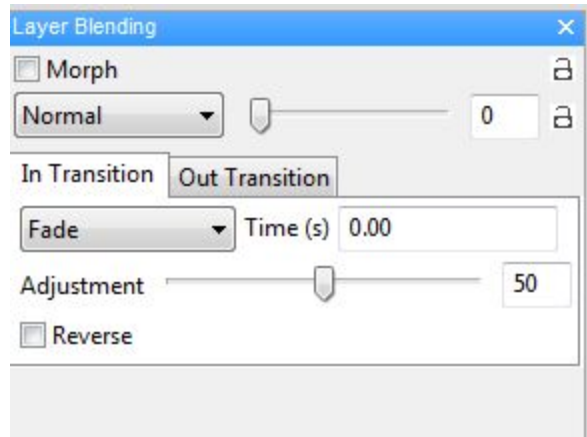 Layer Blending
Morph
Normal 0
In Transition Out Transition
Fade Time (s) 0.00
Adjustment 50
Reverse